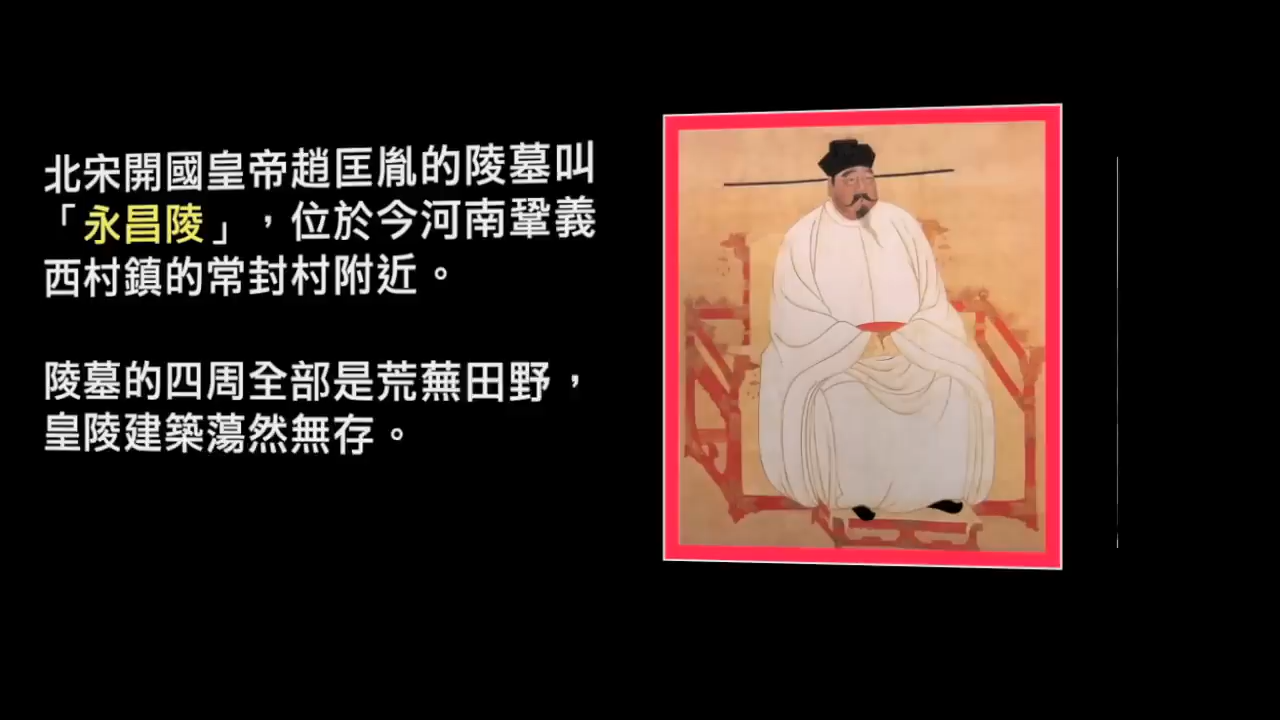 北宋開國皇帝趙匡胤的陵墓叫
「永昌陵」，位於今河南鞏義
西村鎮的常封村附近。
陵墓的四周全部是荒蕪田野，
皇陵建築蕩然無存。